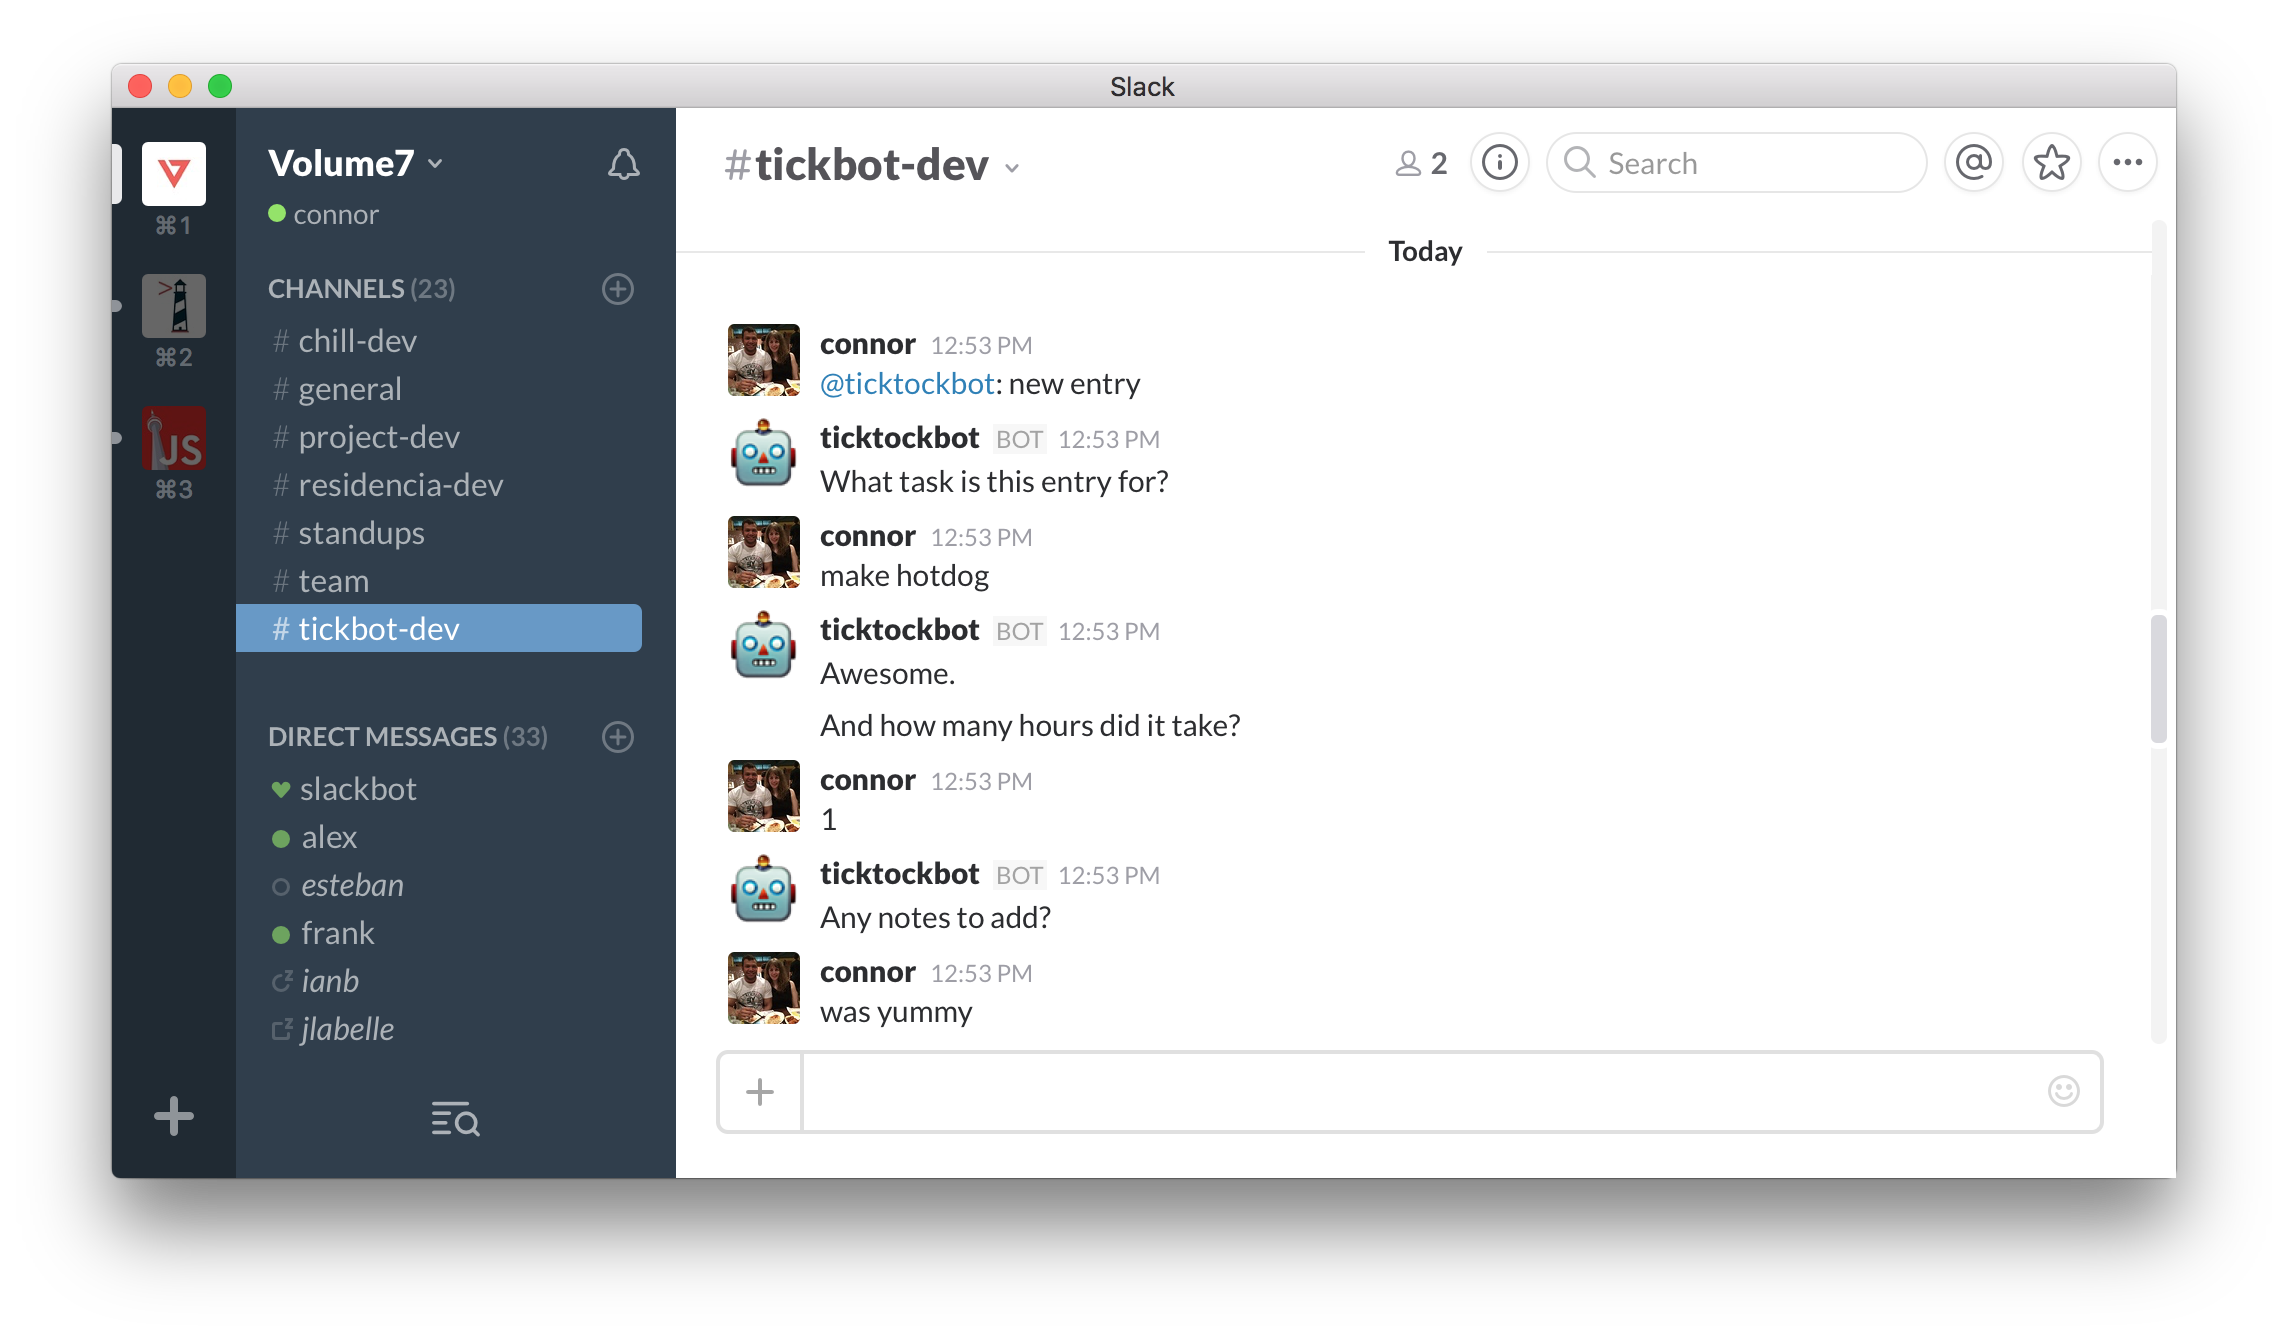 Slack
⌘1
⌘2
JS
⌘3
Volume7
connor
CHANNELS (23)
# chill-dev
# general
# project-dev
# residencia-dev
# standups
# team
# tickbot-dev
DIRECT MESSAGES (33)
slackbot
alex
esteban
frank
ianb
jlabelle
#tickbot-dev
2
Search
Today
connor 12:53 PM
@ticktockbot: new entry
ticktockbot BOT 12:53 PM
What task is this entry for?
connor 12:53 PM
make hotdog
ticktockbot BOT 12:53 PM
Awesome.
And how many hours did it take?
connor 12:53 PM
1
ticktockbot BOT 12:53 PM
Any notes to add?
connor 12:53 PM
was yummy